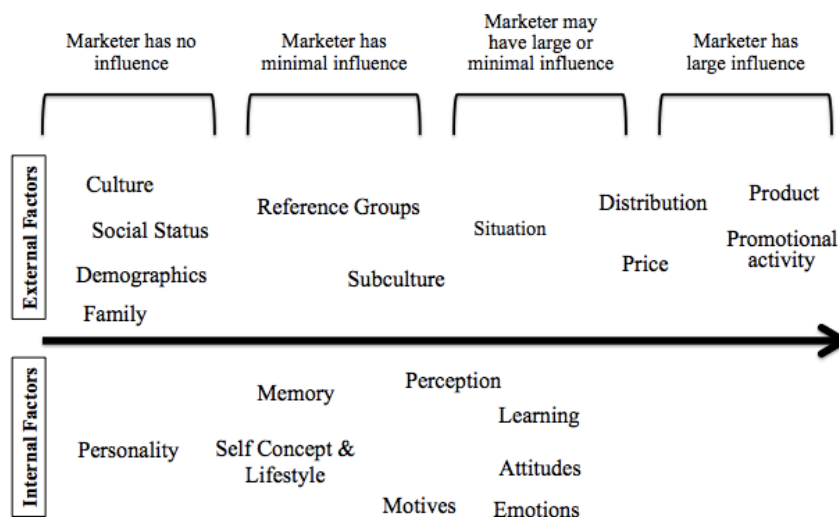 Marketer has no
influence
Marketer has
minimal influence
Marketer may
have large or
minimal influence
Marketer has
large influence
External Factors
Culture
Social Status
Demographics
Family
Reference Groups
Subculture
Situation
Distribution
Price
Product
Promotional
activity
Internal Factors
Personality
Memory
Self Concept &
Lifestyle
Perception
Motives
Learning
Attitudes
Emotions